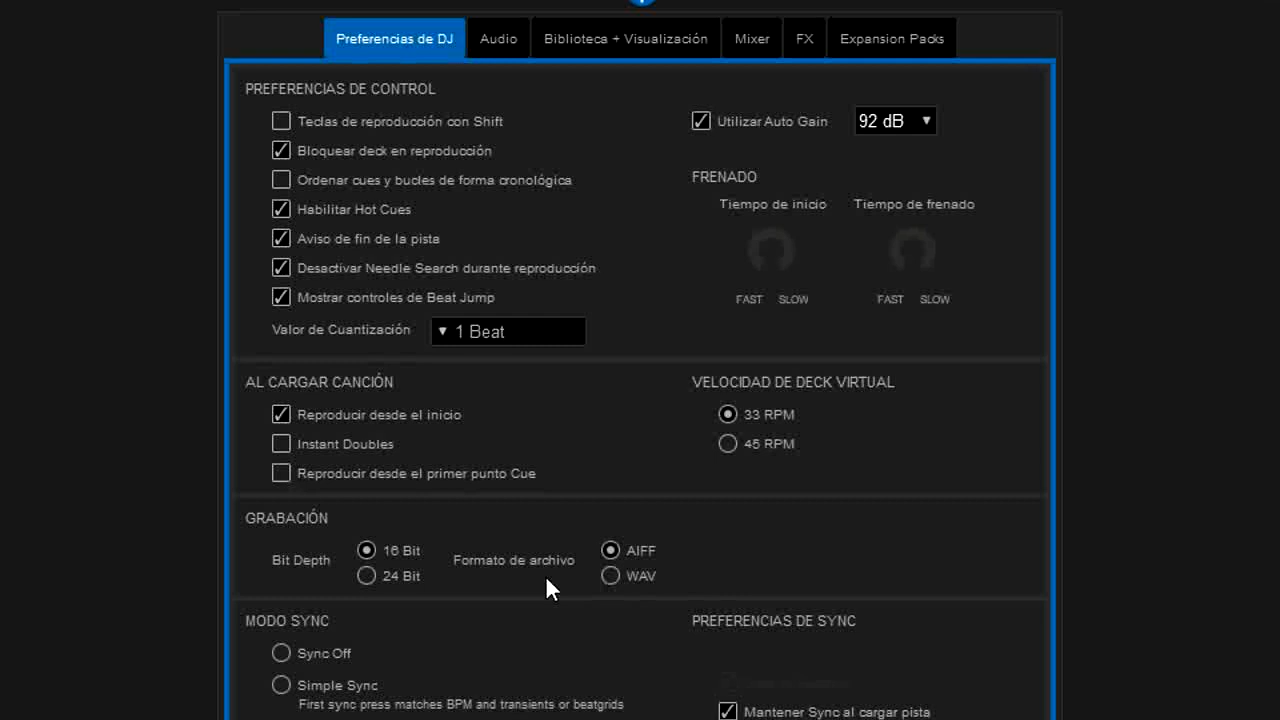 Preferencias de DJ
Audio
Biblioteca + Visualización
Mixer
FX
Expansion Packs
PREFERENCIAS DE CONTROL
Teclas de reproducción con Shift
Bloquear deck en reproducción
Ordenar cues y bucles de forma cronológica
Habilitar Hot Cues
Aviso de fin de la pista
Desactivar Needle Search durante reproducción
Mostrar controles de Beat Jump
Valor de Cuantización
1 Beat
Utilizar Auto Gain
92 dB
FRENADO
Tiempo de inicio
Tiempo de frenado
FAST SLOW
FAST SLOW
AL CARGAR CANCIÓN
Reproducir desde el inicio
Instant Doubles
Reproducir desde el primer punto Cue
VELOCIDAD DE DECK VIRTUAL
33 RPM
45 RPM
GRABACIÓN
Bit Depth
16 Bit
24 Bit
Formato de archivo
AIFF
WAV
MODO SYNC
Sync Off
Simple Sync
First sync press matches BPM and transients or beatgrids
PREFERENCIAS DE SYNC
Mantener Sync al cargar pista